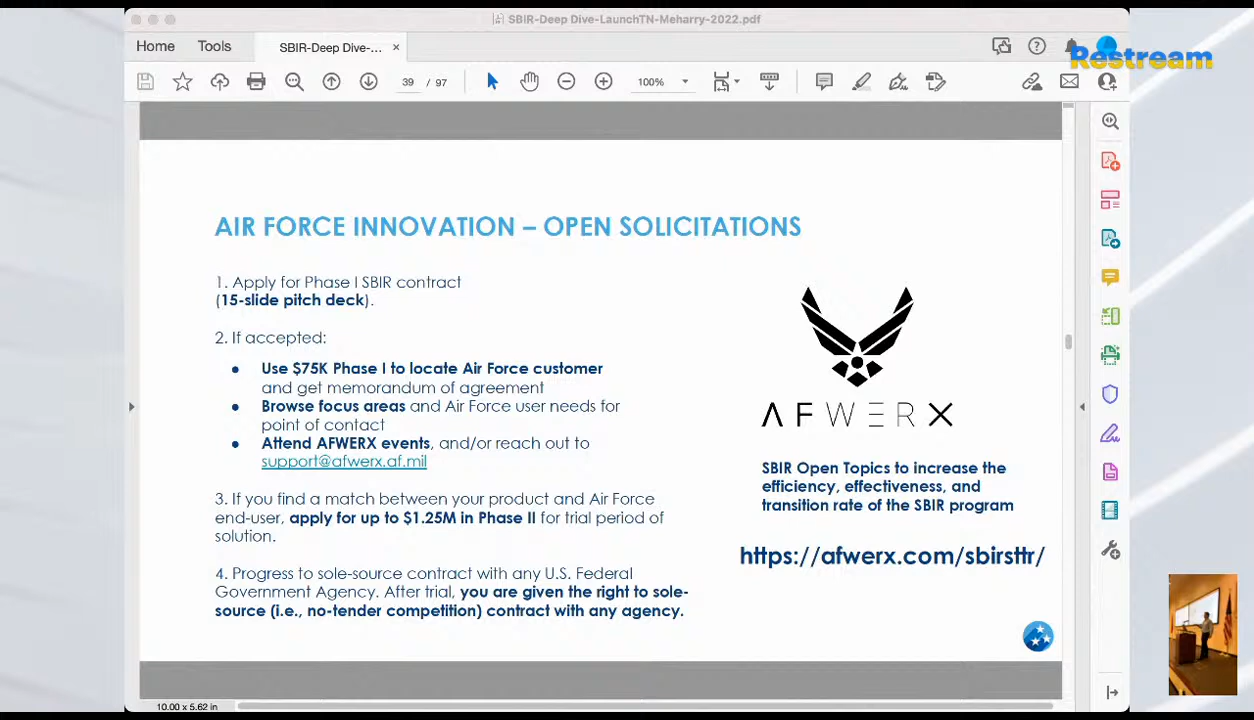 SBIR-Deep Dive-LaunchTN-Meharry-2022.pdf
Home
Tools
SBIR-Deep Dive-... ×
Restream
39 / 97
100%
AIR FORCE INNOVATION – OPEN SOLICITATIONS
1. Apply for Phase I SBIR contract
(15-slide pitch deck).
2. If accepted:
● Use $75K Phase I to locate Air Force customer
and get memorandum of agreement
● Browse focus areas and Air Force user needs for
point of contact
● Attend AFWERX events, and/or reach out to
support@afwerx.af.mil
3. If you find a match between your product and Air Force
end-user, apply for up to $1.25M in Phase II for trial period of
solution.
4. Progress to sole-source contract with any U.S. Federal
Government Agency. After trial, you are given the right to sole-
source (i.e., no-tender competition) contract with any agency.
AFWERX
SBIR Open Topics to increase the
efficiency, effectiveness, and
transition rate of the SBIR program
https://afwerx.com/sbirsttr/
10.00 x 5.62 in